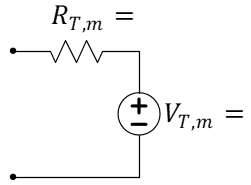 R_{T,m} =
+
−
V_{T,m} =